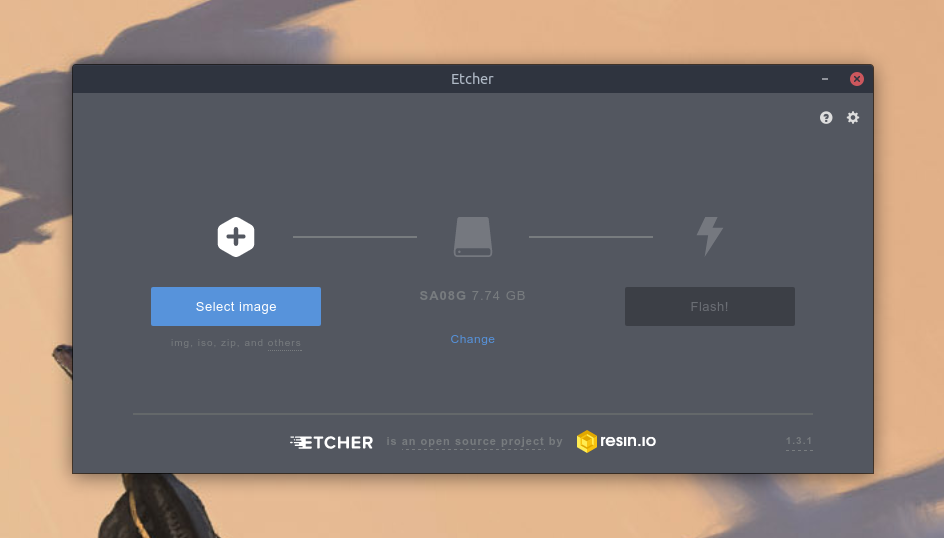 Etcher
Select image
img, iso, zip, and others
SA08G 7.74 GB
Change
Flash!
ETCHER is an open source project by resin.io
1.3.1